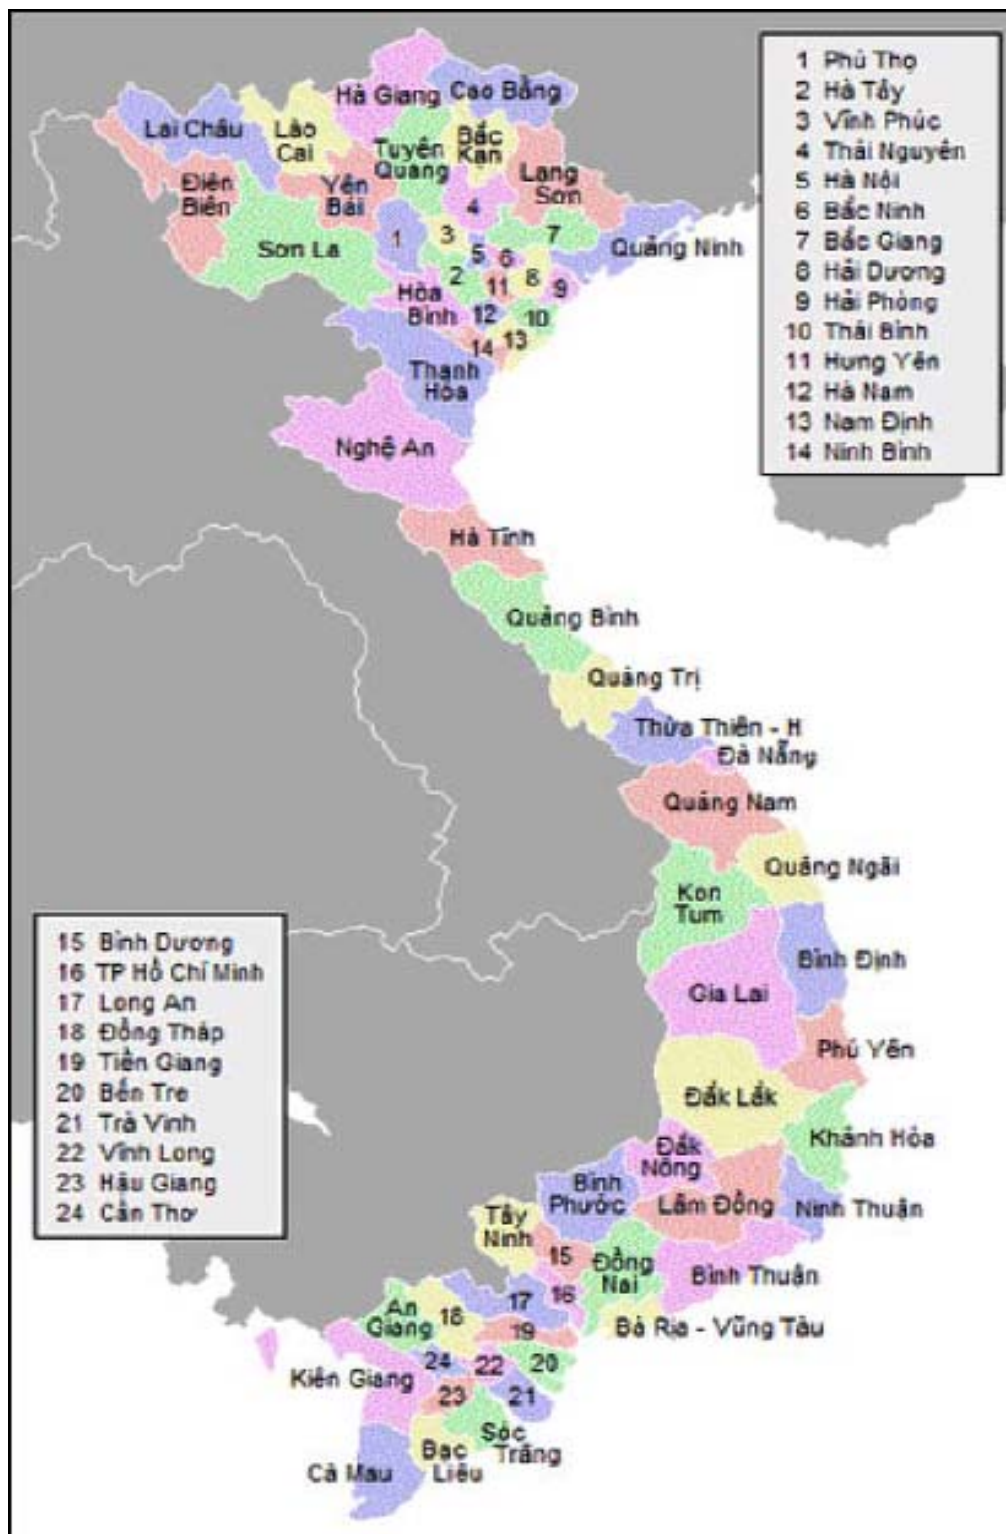 Hà Giang
Cao Bằng
Lai Châu
Lào
Cai
Bắc
Kạn
Tuyên
Quang
Lạng
Sơn
Điện
Biên
Yên
Bái
4
1
3
7
Quảng Ninh
Sơn La
5
6
2
8
11
9
Hòa
Bình
12
10
13
14
Thanh
Hóa
Nghệ An
Hà Tĩnh
Quảng Bình
Quảng Trị
Thừa Thiên - H
Đà Nẵng
Quảng Nam
Quảng Ngãi
Kon
Tum
Bình Định
Gia Lai
Phú Yên
Đắk Lắk
Khánh Hòa
Đắk
Nông
Bình
Phước
Lâm Đồng
Ninh Thuận
Tây
Ninh
15
Đồng
Nai
Bình Thuận
16
17
An
Giang
18
19
Bà Rịa - Vũng Tàu
24
22
20
Kiên Giang
23
21
Sóc
Trăng
Bạc
Liêu
Cà Mau
1 Phú Thọ
2 Hà Tây
3 Vĩnh Phúc
4 Thái Nguyên
5 Hà Nội
6 Bắc Ninh
7 Bắc Giang
8 Hải Dương
9 Hải Phòng
10 Thái Bình
11 Hưng Yên
12 Hà Nam
13 Nam Định
14 Ninh Bình
15 Bình Dương
16 TP Hồ Chí Minh
17 Long An
18 Đồng Tháp
19 Tiền Giang
20 Bến Tre
21 Trà Vinh
22 Vĩnh Long
23 Hậu Giang
24 Cần Thơ